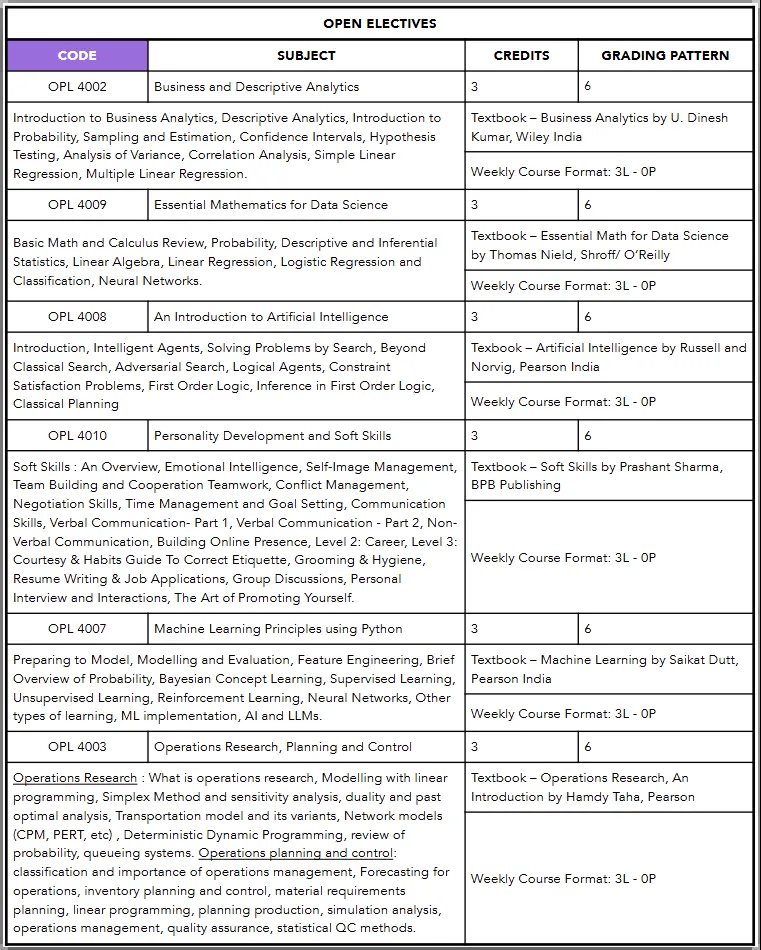 OPEN ELECTIVES
CODE SUBJECT CREDITS GRADING PATTERN
OPL 4002 Business and Descriptive Analytics 3 6
Introduction to Business Analytics, Descriptive Analytics, Introduction to
Probability, Sampling and Estimation, Confidence Intervals, Hypothesis
Testing, Analysis of Variance, Correlation Analysis, Simple Linear
Regression, Multiple Linear Regression.
Textbook – Business Analytics by U. Dinesh
Kumar, Wiley India
Weekly Course Format: 3L - 0P
OPL 4009 Essential Mathematics for Data Science 3 6
Basic Math and Calculus Review, Probability, Descriptive and Inferential
Statistics, Linear Algebra, Linear Regression, Logistic Regression and
Classification, Neural Networks.
Textbook – Essential Math for Data Science
by Thomas Nield, Shroff/ O’Reilly
Weekly Course Format: 3L - 0P
OPL 4008 An Introduction to Artificial Intelligence 3 6
Introduction, Intelligent Agents, Solving Problems by Search, Beyond
Classical Search, Adversarial Search, Logical Agents, Constraint
Satisfaction Problems, First Order Logic, Inference in First Order Logic,
Classical Planning
Texbook – Artificial Intelligence by Russell and
Norvig, Pearson India
Weekly Course Format: 3L - 0P
OPL 4010 Personality Development and Soft Skills 3 6
Soft Skills : An Overview, Emotional Intelligence, Self-Image Management,
Team Building and Cooperation Teamwork, Conflict Management,
Negotiation Skills, Time Management and Goal Setting, Communication
Skills, Verbal Communication- Part 1, Verbal Communication - Part 2, Non-
Verbal Communication, Building Online Presence, Level 2: Career, Level 3:
Courtesy & Habits Guide To Correct Etiquette, Grooming & Hygiene,
Resume Writing & Job Applications, Group Discussions, Personal
Interview and Interactions, The Art of Promoting Yourself.
Textbook – Soft Skills by Prashant Sharma,
BPB Publishing
Weekly Course Format: 3L - 0P
OPL 4007 Machine Learning Principles using Python 3 6
Preparing to Model, Modelling and Evaluation, Feature Engineering, Brief
Overview of Probability, Bayesian Concept Learning, Supervised Learning,
Unsupervised Learning, Reinforcement Learning, Neural Networks, Other
types of learning, ML implementation, AI and LLMs.
Textbook – Machine Learning by Saikat Dutt,
Pearson India
Weekly Course Format: 3L - 0P
OPL 4003 Operations Research, Planning and Control 3 6
Operations Research : What is operations research, Modelling with linear
programming, Simplex Method and sensitivity analysis, duality and past
optimal analysis, Transportation model and its variants, Network models
(CPM, PERT, etc) , Deterministic Dynamic Programming, review of
probability, queueing systems. Operations planning and control:
classification and importance of operations management, Forecasting for
operations, inventory planning and control, material requirements
planning, linear programming, planning production, simulation analysis,
operations management, quality assurance, statistical QC methods.
Textbook – Operations Research, An
Introduction by Hamdy Taha, Pearson
Weekly Course Format: 3L - 0P